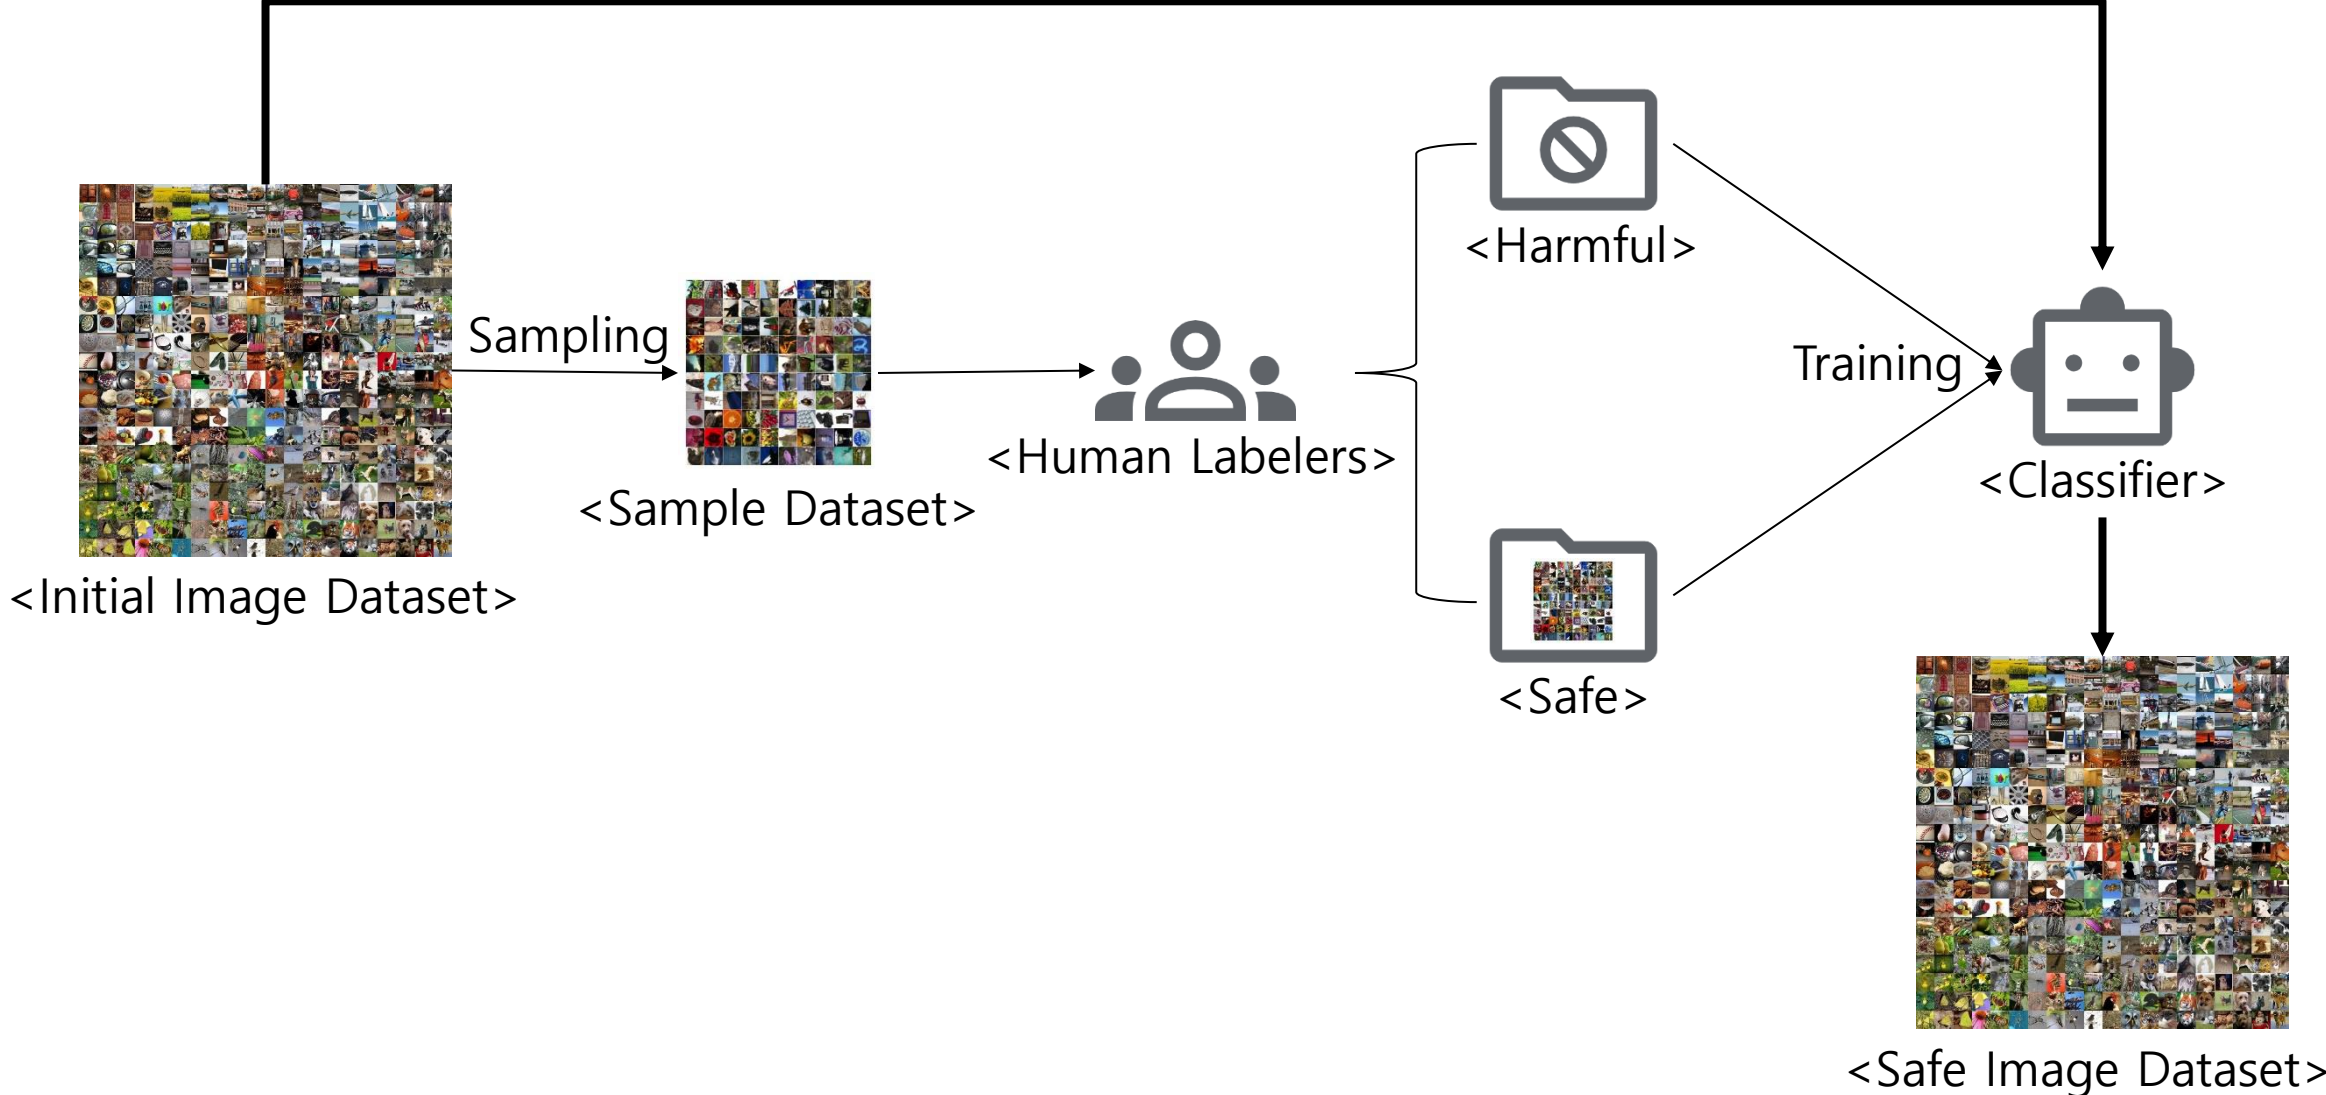 <Harmful>
Sampling
Training
<Human Labelers>
<Classifier>
<Sample Dataset>
<Initial Image Dataset>
<Safe>
<Safe Image Dataset>